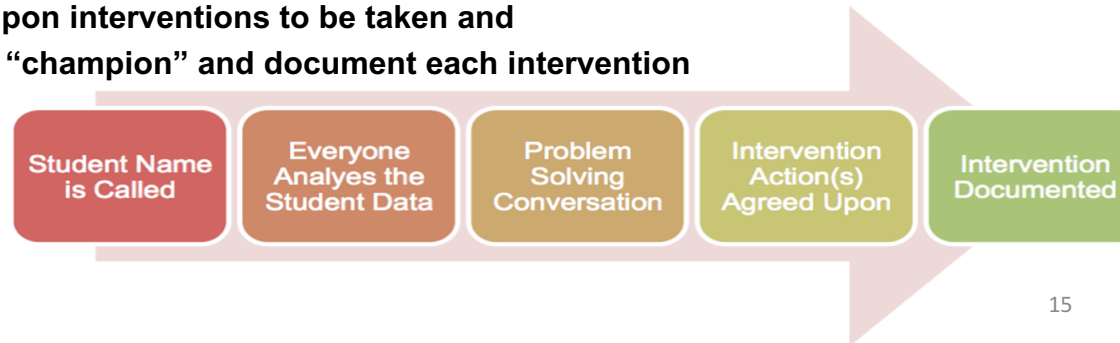 pon interventions to be taken and
“champion” and document each intervention
Student Name
is Called
Everyone
Analyes the
Student Data
Problem
Solving
Conversation
Intervention
Action(s)
Agreed Upon
Intervention
Documented
15